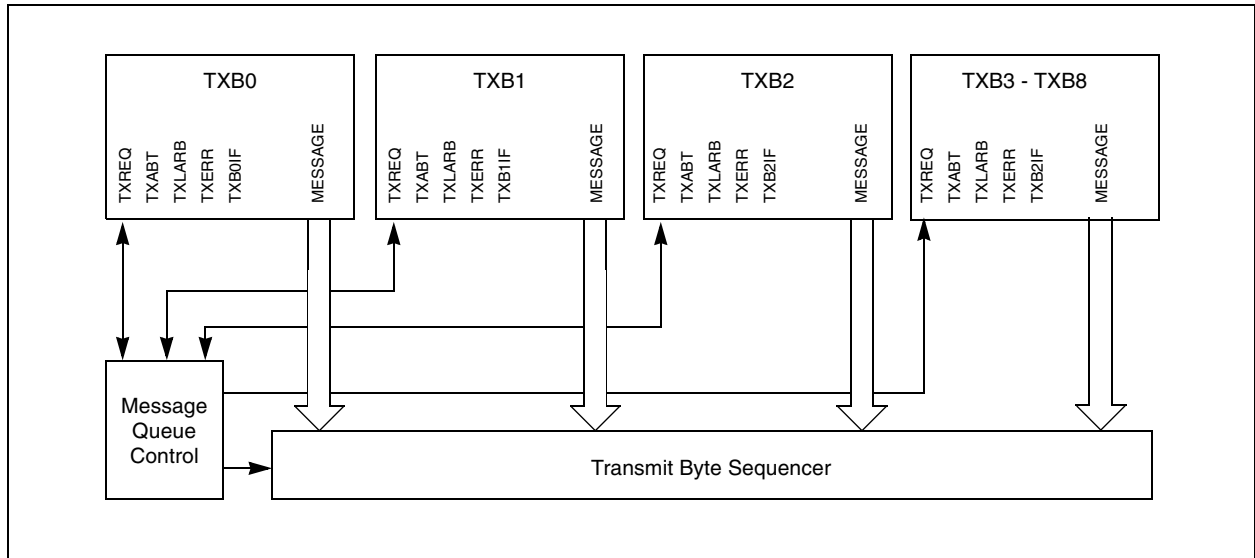 TXB0
TXREQ
TXABT
TXLARB
TXERR
TXB0IF
MESSAGE
TXB1
TXREQ
TXABT
TXLARB
TXERR
TXB1IF
MESSAGE
TXB2
TXREQ
TXABT
TXLARB
TXERR
TXB2IF
MESSAGE
TXB3 - TXB8
TXREQ
TXABT
TXLARB
TXERR
TXB2IF
MESSAGE
Message
Queue
Control
Transmit Byte Sequencer